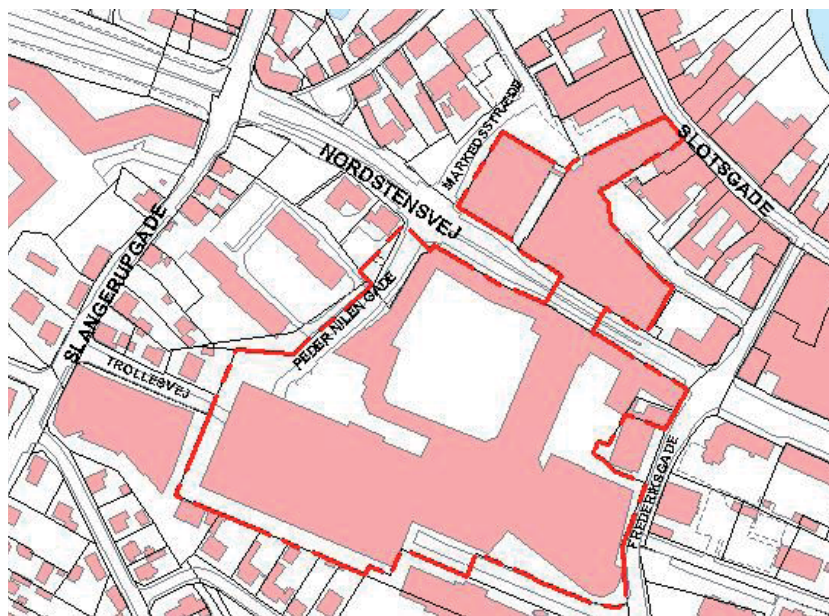 MARKEDSSTRÆDE
SLOTSGADE
NORDSTENSVEJ
SLANGERUPGADE
PEDER NILEN GADE
TROLLESVEJ
FREDERIKSGADE